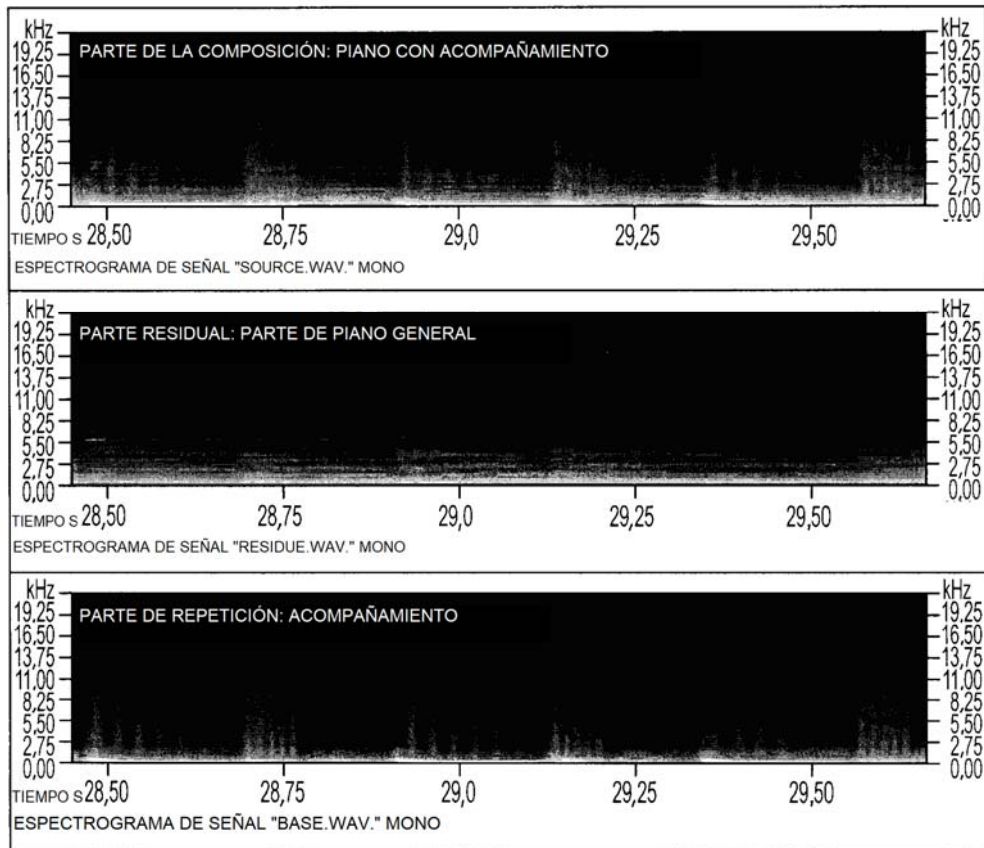 kHz kHz
19,25 PARTE DE LA COMPOSICIÓN: PIANO CON ACOMPAÑAMIENTO 19,25
16,50 16,50
13,75 13,75
11,00 11,00
8,25 8,25
5,50 5,50
2,75 2,75
0,00 0,00
TIEMPO S 28,50 28,75 29,0 29,25 29,50
ESPECTROGRAMA DE SEÑAL "SOURCE.WAV." MONO
kHz kHz
19,25 PARTE RESIDUAL: PARTE DE PIANO GENERAL 19,25
16,50 16,50
13,75 13,75
11,00 11,00
8,25 8,25
5,50 5,50
2,75 2,75
0,00 0,00
TIEMPO S 28,50 28,75 29,0 29,25 29,50
ESPECTROGRAMA DE SEÑAL "RESIDUE.WAV." MONO
kHz kHz
19,25 PARTE DE REPETICIÓN: ACOMPAÑAMIENTO 19,25
16,50 16,50
13,75 13,75
11,00 11,00
8,25 8,25
5,50 5,50
2,75 2,75
0,00 0,00
TIEMPO S 28,50 28,75 29,0 29,25 29,50
ESPECTROGRAMA DE SEÑAL "BASE.WAV." MONO